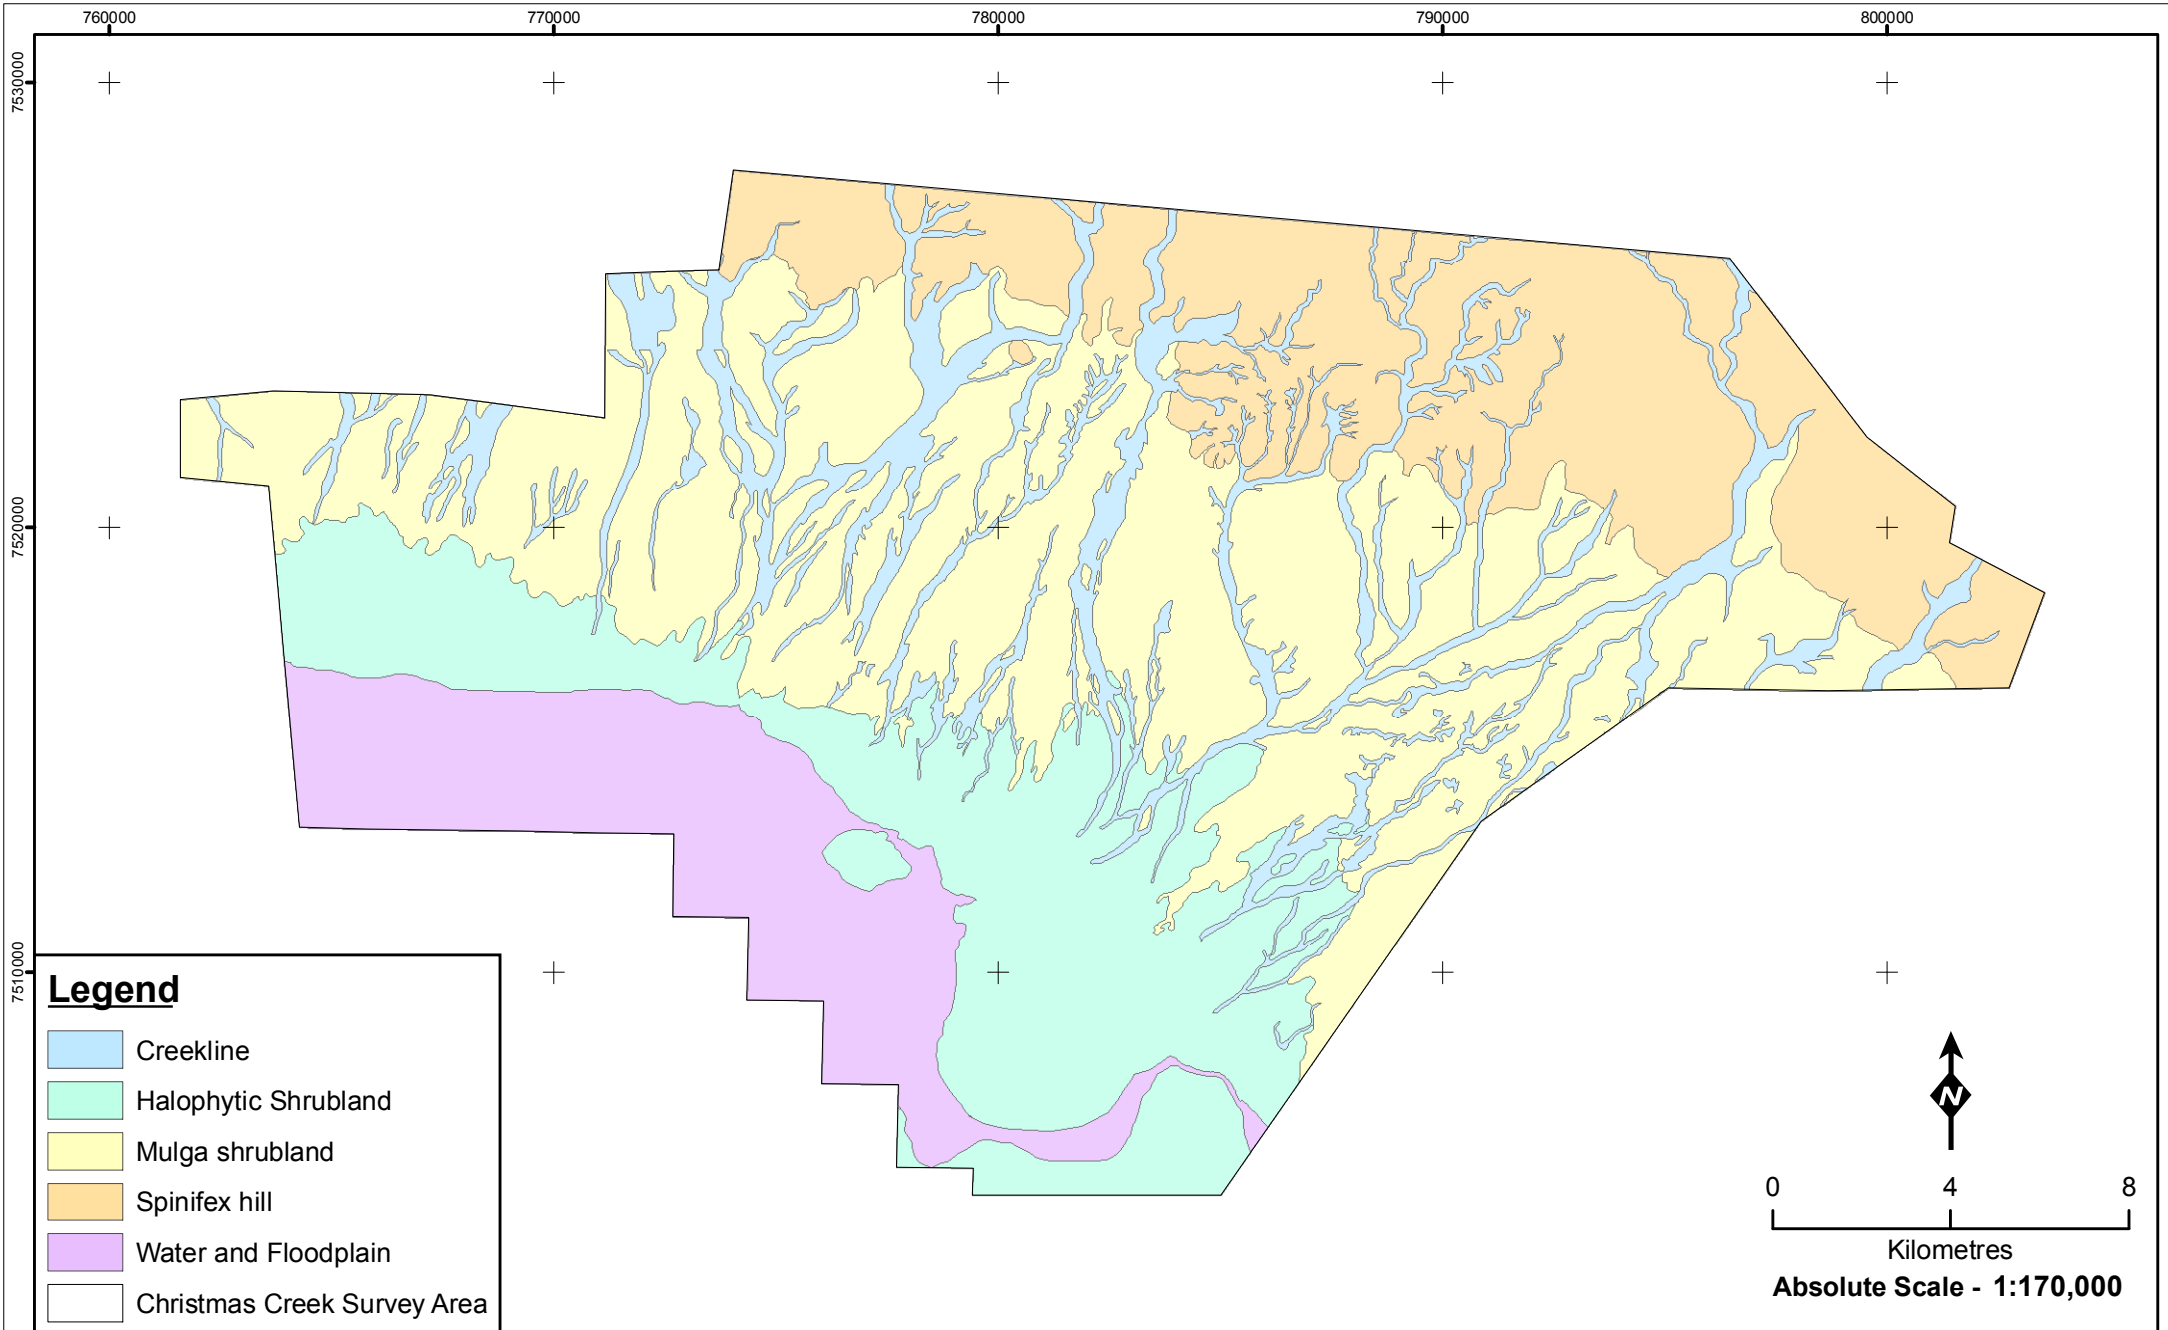 760000
770000
780000
790000
800000
7530000
7520000
7510000
Legend
Creekline
Halophytic Shrubland
Mulga shrubland
Spinifex hill
Water and Floodplain
Christmas Creek Survey Area
N
0 4 8
Kilometres
Absolute Scale - 1:170,000